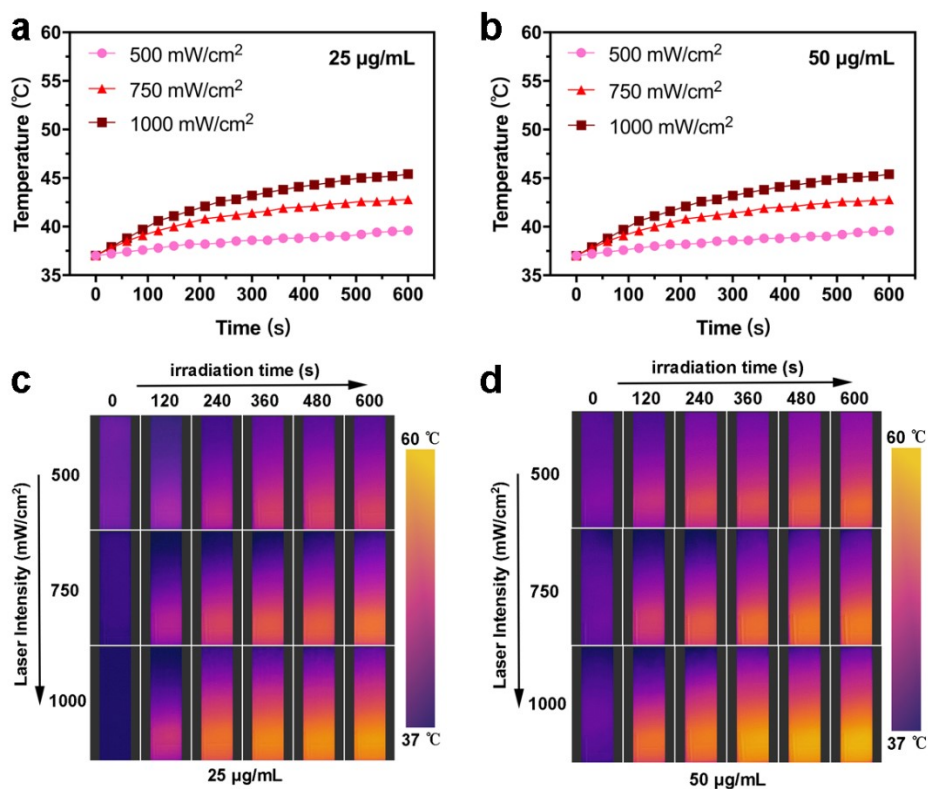 a
60
55
50
45
40
35
Temperature (℃)
500 mW/cm²
750 mW/cm²
1000 mW/cm²
25 μg/mL
0 100 200 300 400 500 600
Time (s)
b
60
55
50
45
40
35
Temperature (℃)
500 mW/cm²
750 mW/cm²
1000 mW/cm²
50 μg/mL
0 100 200 300 400 500 600
Time (s)
c
irradiation time (s)
0 120 240 360 480 600
Laser Intensity (mW/cm²)
500
750
1000
60 ℃
37 ℃
25 μg/mL
d
irradiation time (s)
0 120 240 360 480 600
Laser Intensity (mW/cm²)
500
750
1000
60 ℃
37 ℃
50 μg/mL